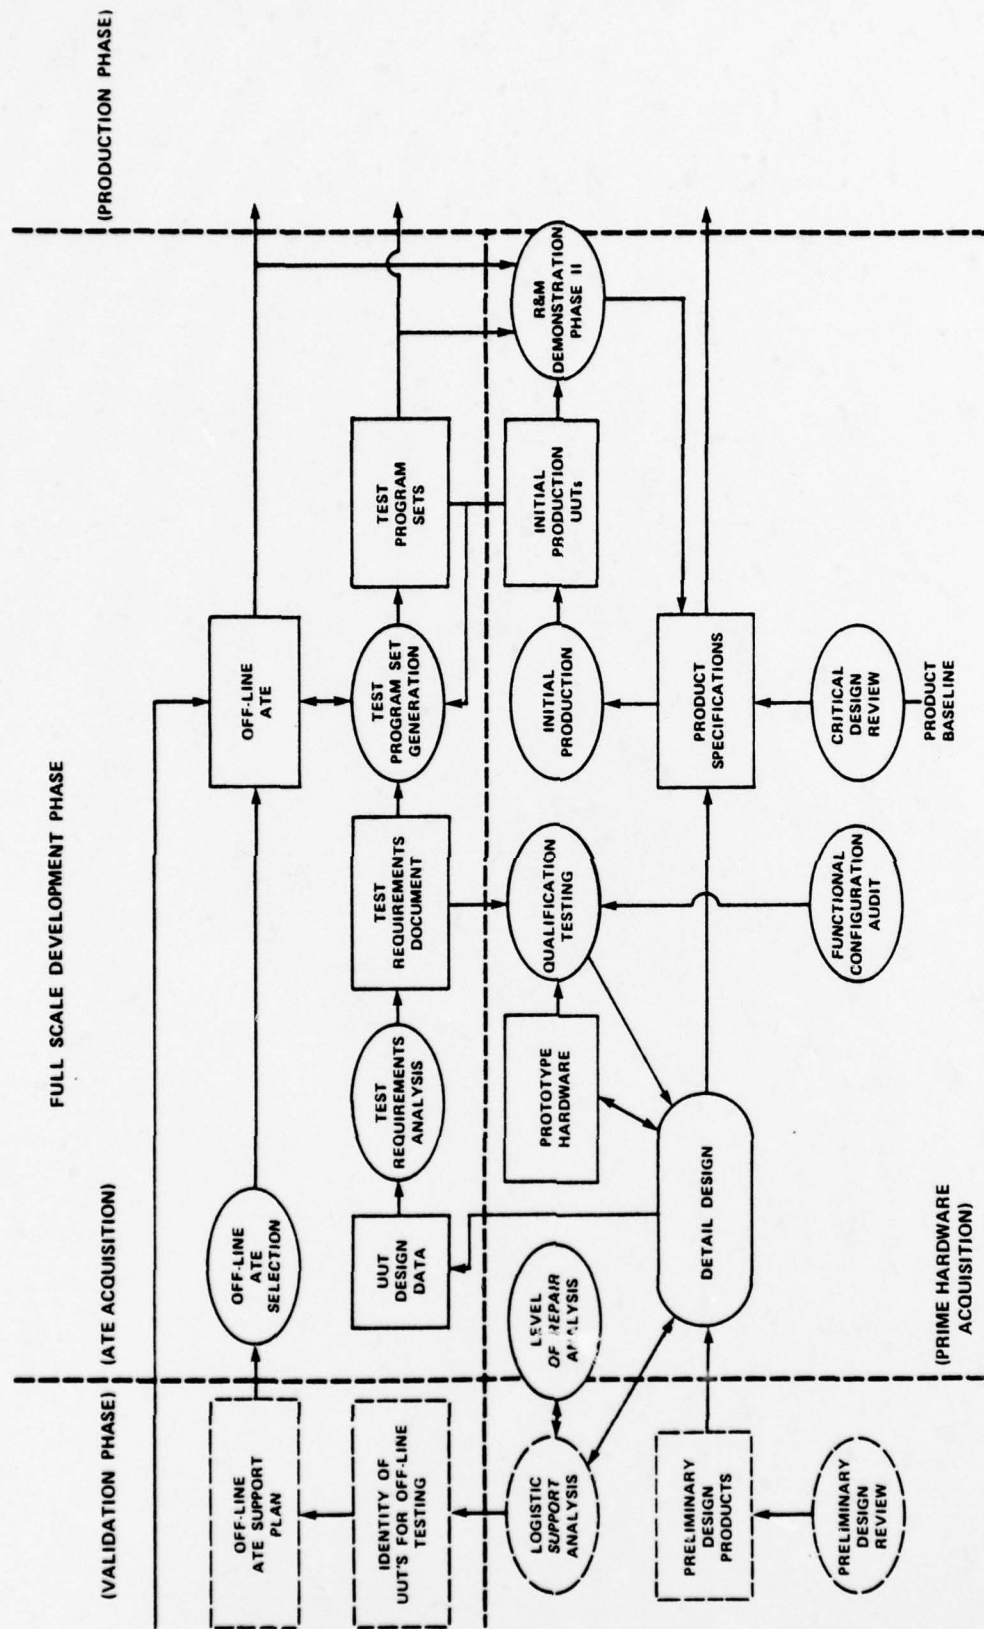 FULL SCALE DEVELOPMENT PHASE
(VALIDATION PHASE)
(ATE ACQUISITION)
(PRODUCTION PHASE)
OFF-LINE
ATE SUPPORT
PLAN
OFF-LINE
ATE
SELECTION
OFF-LINE
ATE
IDENTITY OF
UUT'S FOR OFF-LINE
TESTING
UUT
DESIGN
DATA
TEST
REQUIREMENTS
ANALYSIS
TEST
REQUIREMENTS
DOCUMENT
TEST
PROGRAM SET
GENERATION
TEST
PROGRAM
SETS
LOGISTIC
SUPPORT
ANALYSIS
LEVEL
OF REPAIR
ANALYSIS
PROTOTYPE
HARDWARE
QUALIFICATION
TESTING
INITIAL
PRODUCTION
INITIAL
PRODUCTION
UUTs
R&M
DEMONSTRATION
PHASE II
PRELIMINARY
DESIGN
PRODUCTS
DETAIL DESIGN
PRODUCT
SPECIFICATIONS
PRELIMINARY
DESIGN
REVIEW
FUNCTIONAL
CONFIGURATION
AUDIT
CRITICAL
DESIGN
REVIEW
(PRIME HARDWARE
ACQUISITION)
PRODUCT
BASELINE